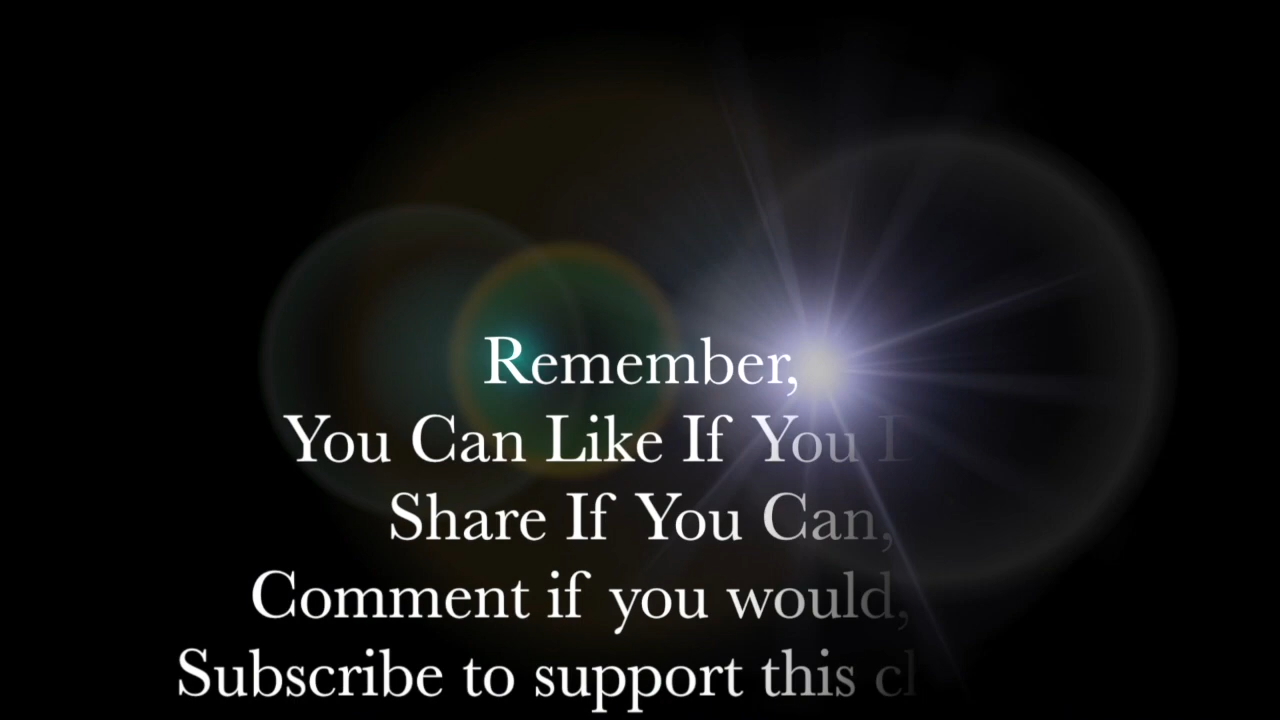 Remember,
You Can Like If You
Share If You Can,
Comment if you would,
Subscribe to support this